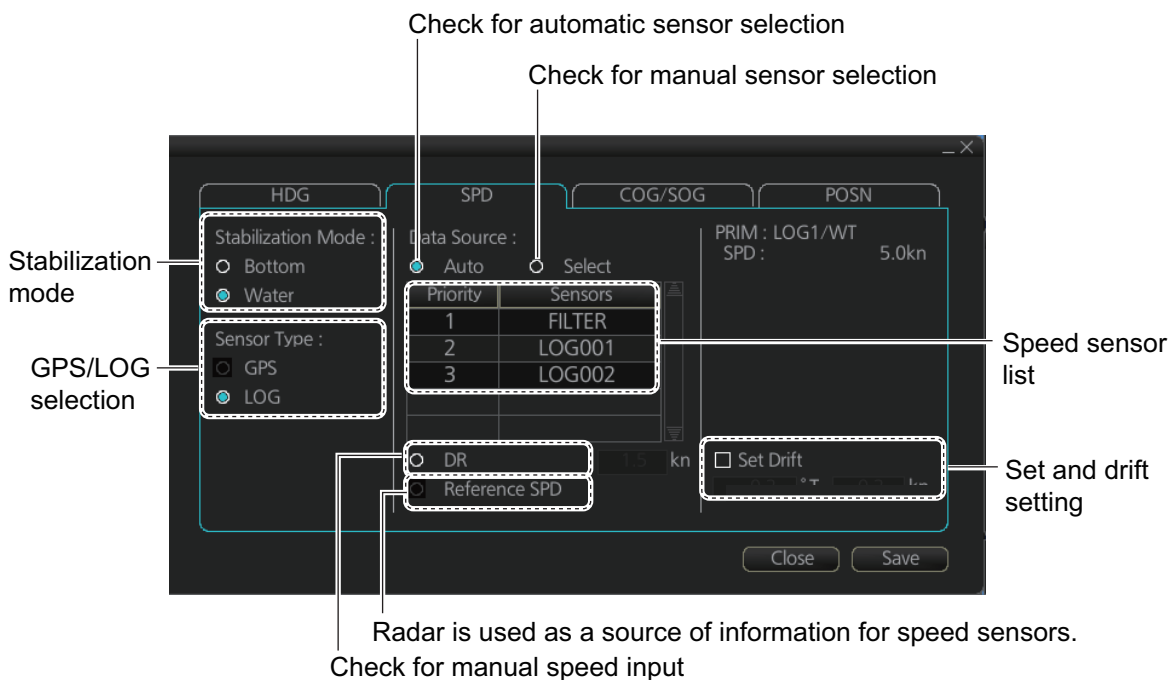 Check for automatic sensor selection
Check for manual sensor selection
HDG
SPD
COG/SOG
POSN
Stabilization mode
Stabilization Mode :
Bottom
Water
GPS/LOG selection
Sensor Type :
GPS
LOG
Data Source :
Auto
Select
Priority Sensors
1 FILTER
2 LOG001
3 LOG002
DR 1.5 kn
Reference SPD
PRIM : LOG1/WT
SPD : 5.0kn
Speed sensor list
Set Drift
°T kn
Set and drift setting
Close
Save
Radar is used as a source of information for speed sensors.
Check for manual speed input